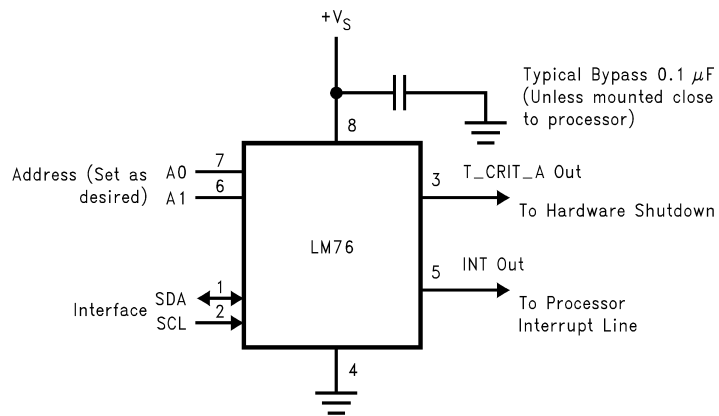 +VS
Typical Bypass 0.1 μF
(Unless mounted close
to processor)
8
Address (Set as
desired)
A0
7
A1
6
3
T_CRIT_A Out
To Hardware Shutdown
LM76
5
INT Out
To Processor
Interrupt Line
Interface
SDA
1
SCL
2
4